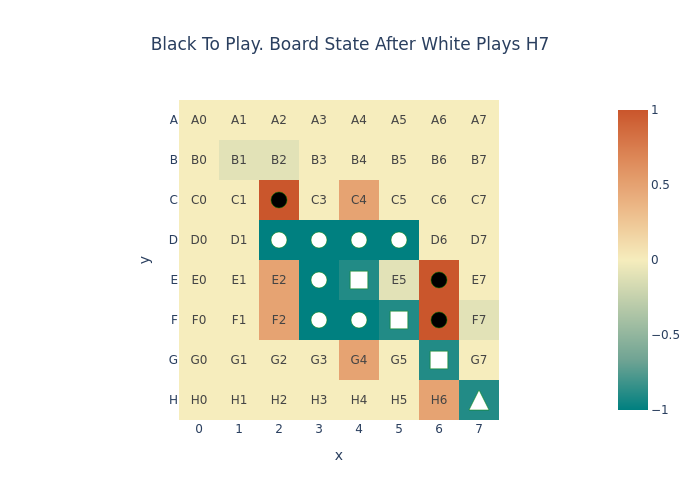 Black To Play. Board State After White Plays H7
A A0 A1 A2 A3 A4 A5 A6 A7
B B0 B1 B2 B3 B4 B5 B6 B7
C C0 C1 C3 C4 C5 C6 C7
D D0 D1 D6 D7
E E0 E1 E2 E5 E7
F F0 F1 F2 F7
G G0 G1 G2 G3 G4 G5 G7
H H0 H1 H2 H3 H4 H5 H6
0 1 2 3 4 5 6 7
x
y
1
0.5
0
−0.5
−1